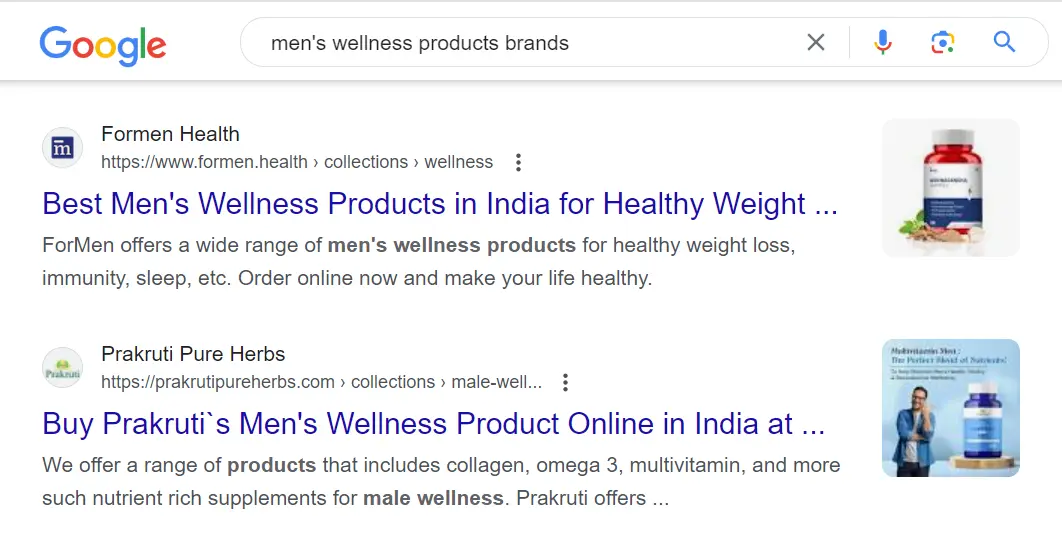 Google
men's wellness products brands
Formen Health
https://www.formen.health › collections › wellness
Best Men's Wellness Products in India for Healthy Weight ...
ForMen offers a wide range of men's wellness products for healthy weight loss,
immunity, sleep, etc. Order online now and make your life healthy.
Prakruti
Prakruti Pure Herbs
https://prakrutipureherbs.com › collections › male-well...
Buy Prakruti`s Men's Wellness Product Online in India at ...
We offer a range of products that includes collagen, omega 3, multivitamin, and more
such nutrient rich supplements for male wellness. Prakruti offers ...
Multivitamin Men :
The Perfect Blend of Nutrients!